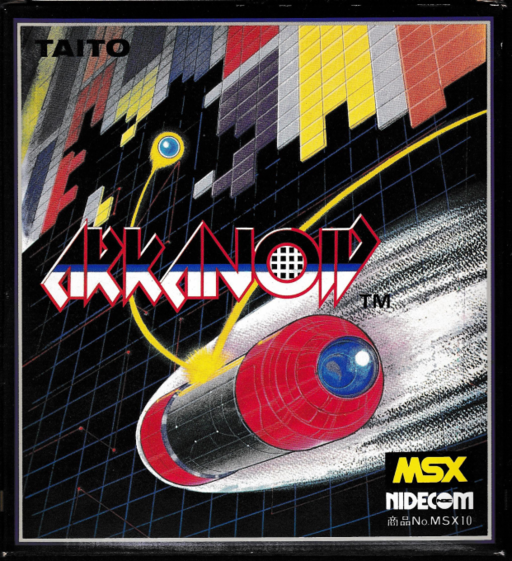 TAITO
ARKANOID
TM
MSX
NIDECOM
商品No.MSX10